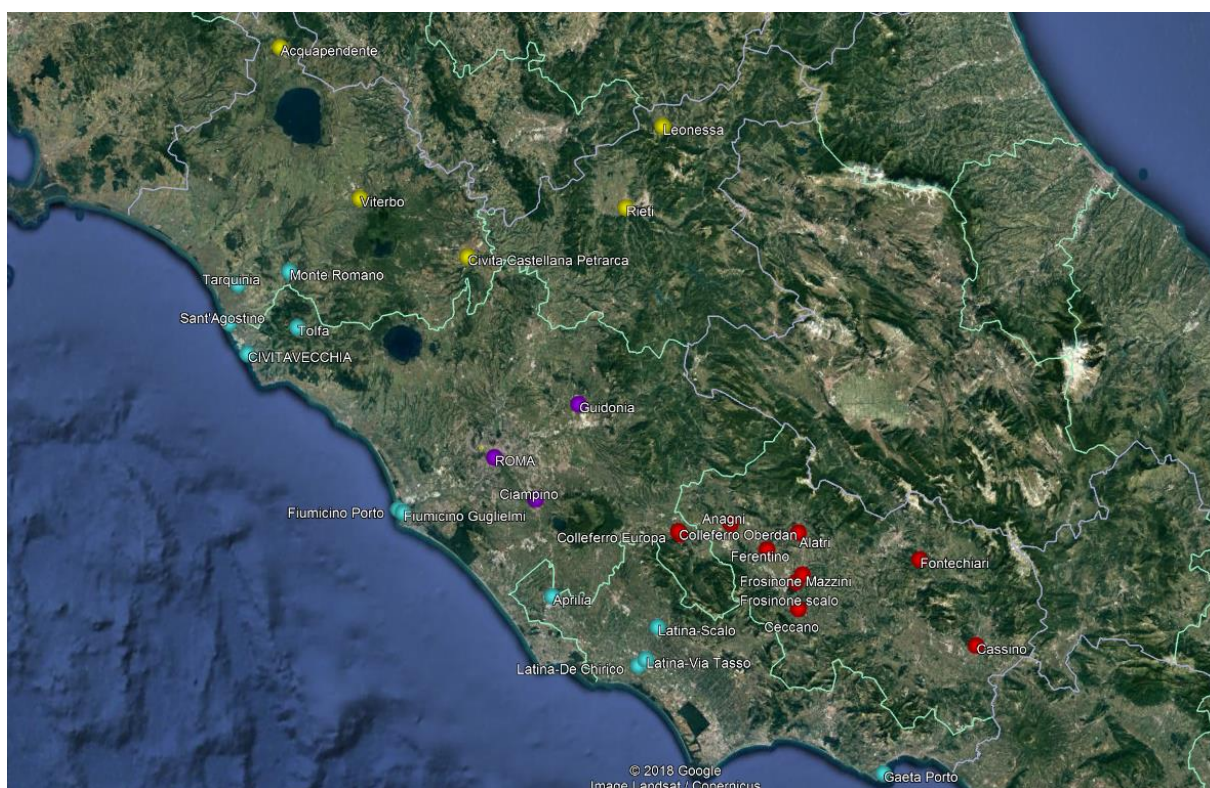 Acquapendente
Leonessa
Viterbo
Rieti
Civita Castellana Petrarca
Monte Romano
Tarquinia
Sant'Agostino
Tolfa
CIVITAVECCHIA
Guidonia
ROMA
Ciampino
Fiumicino Porto
Fiumicino Guglielmi
Anagni
Colleferro Oberdan
Colleferro Europa
Alatri
Ferentino
Fontechiari
Frosinone Mazzini
Aprilia
Frosinone scalo
Ceccano
Latina-Scalo
Cassino
Latina-Via Tasso
Latina-De Chirico
© 2018 Google
Image Landsat / Copernicus
Gaeta Porto